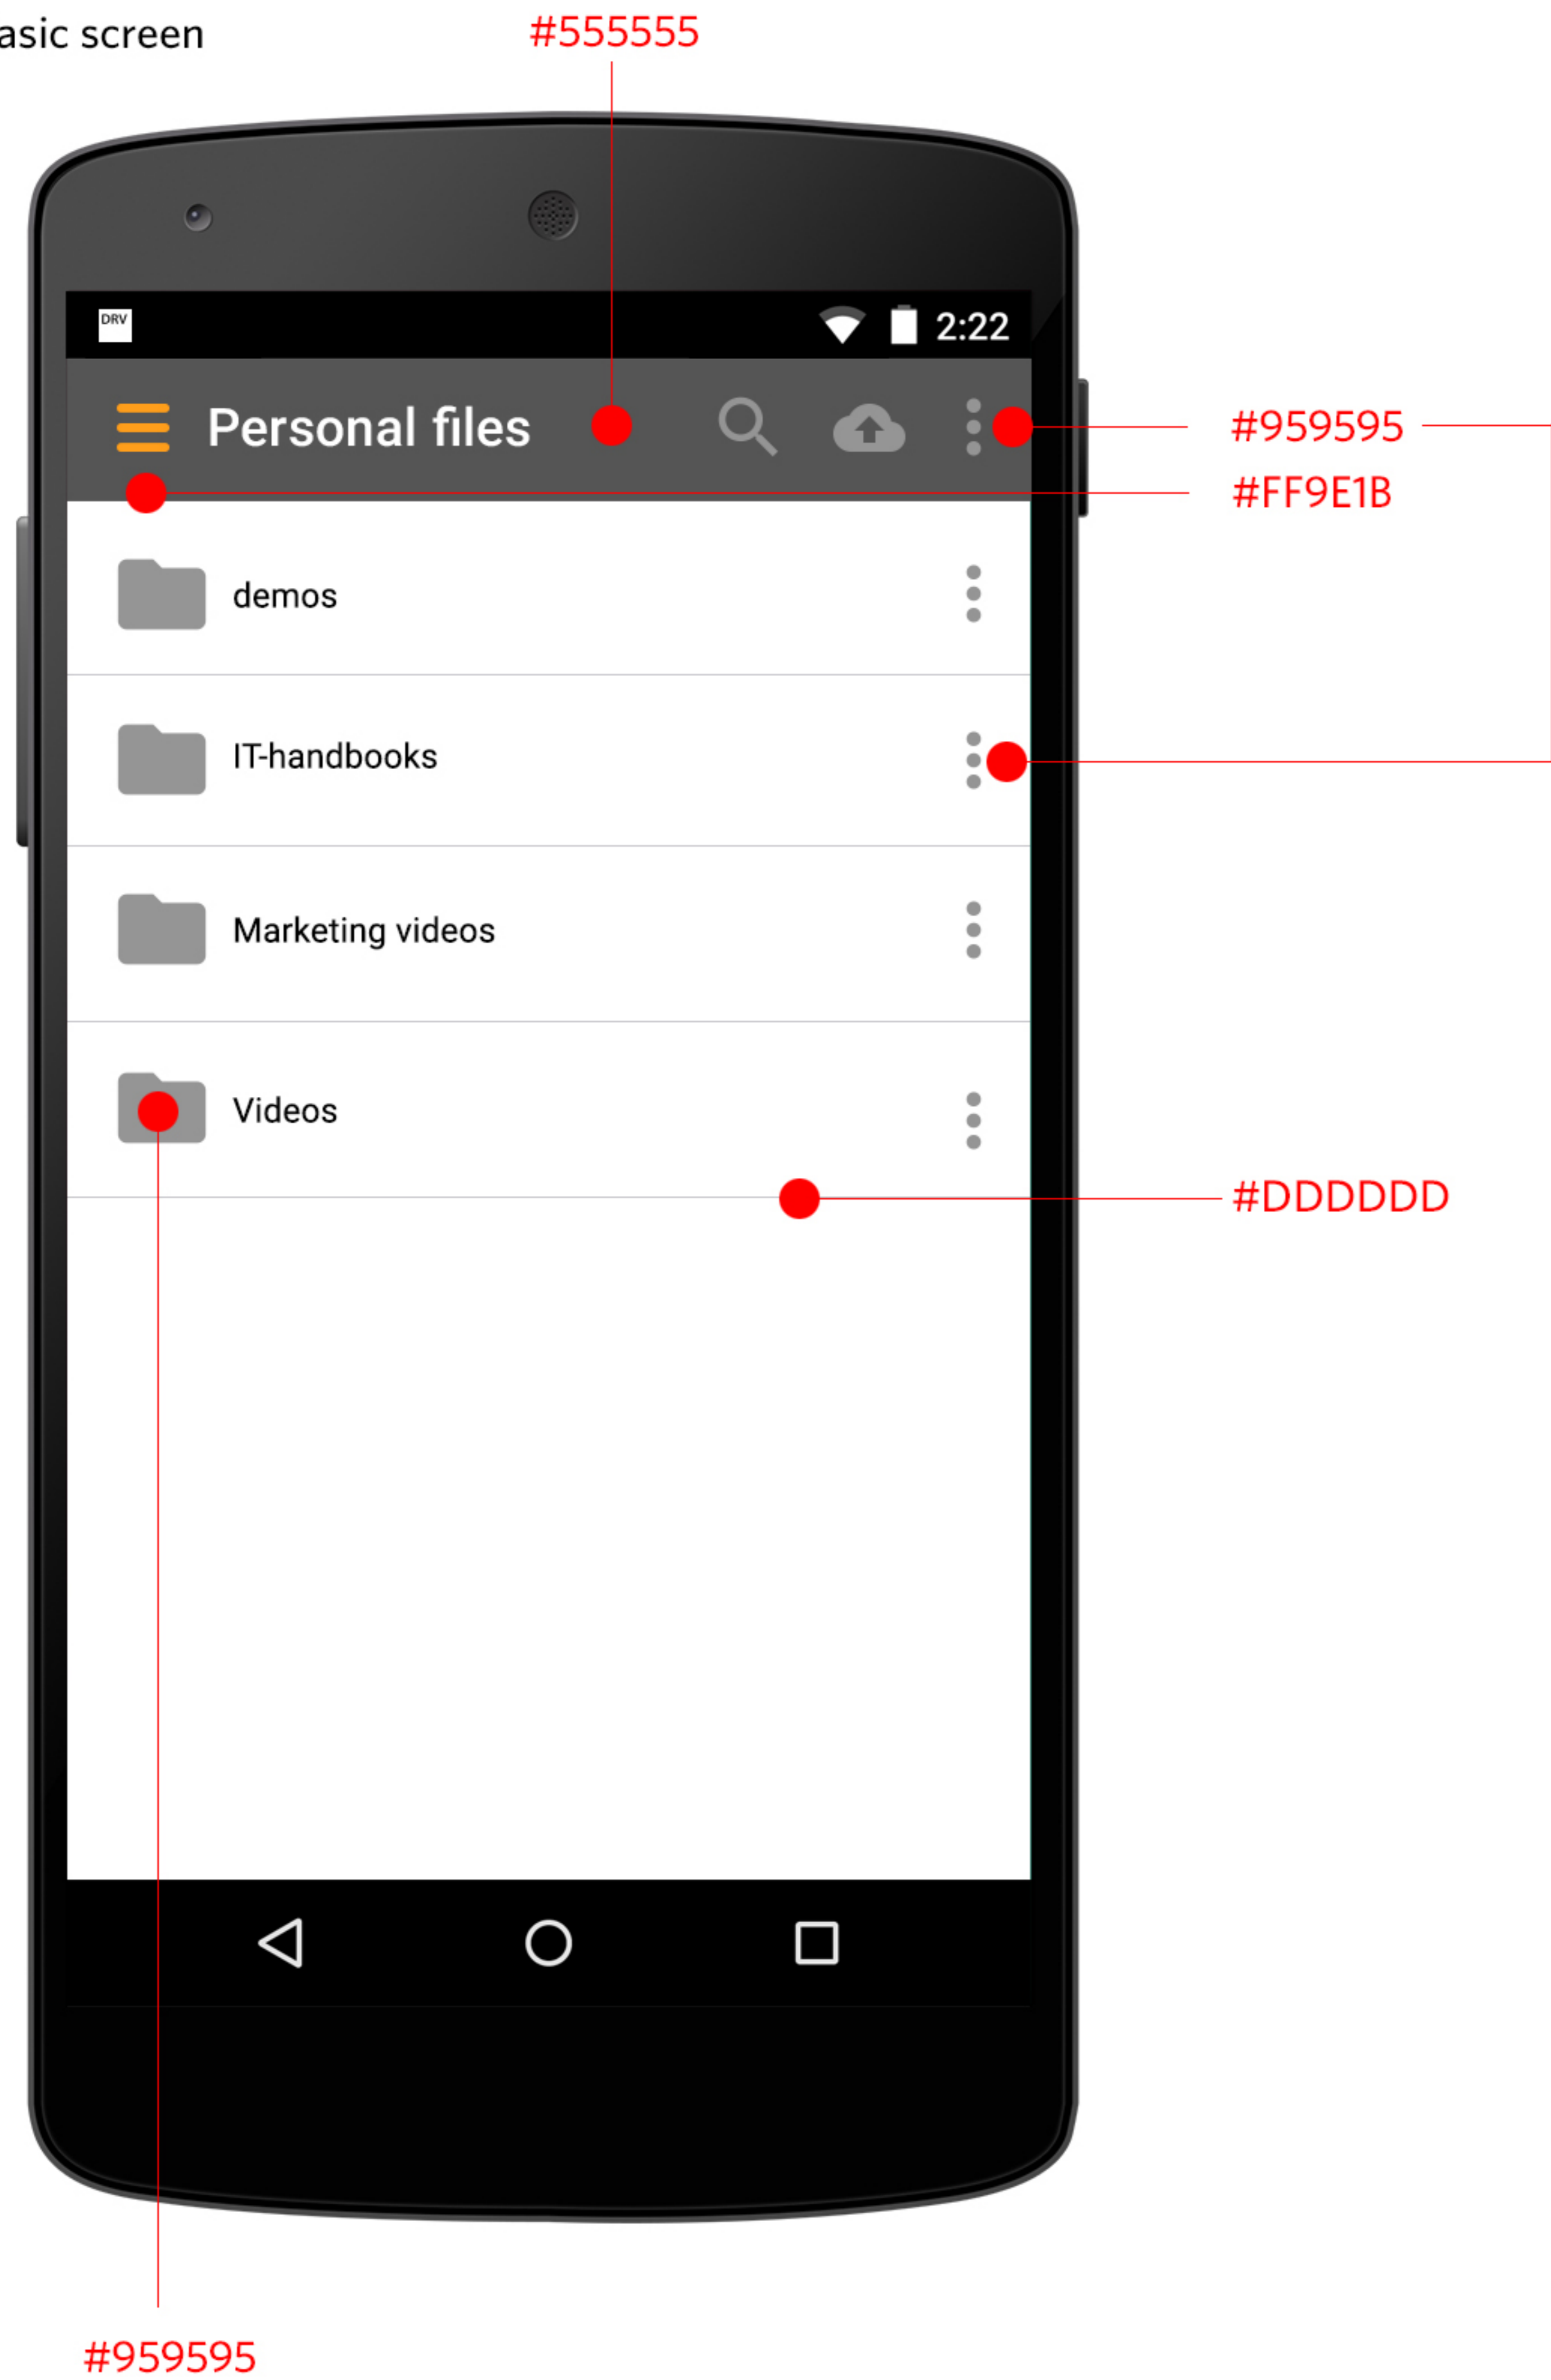 asic screen
#555555
DRV
2:22
Personal files
#959595
#FF9E1B
demos
IT-handbooks
Marketing videos
Videos
#DDDDDD
#959595